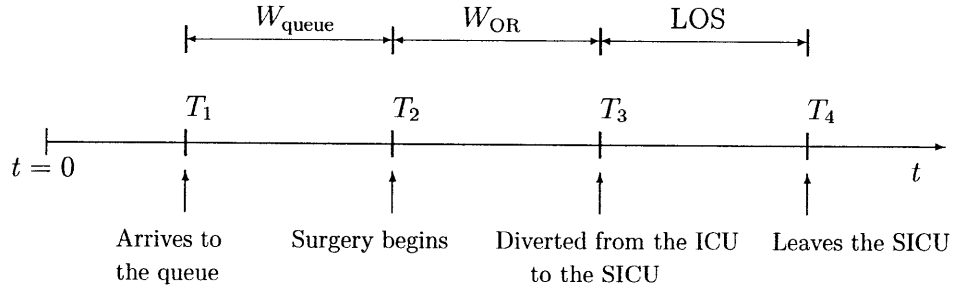 W_queue W_OR LOS
T_1 T_2 T_3 T_4
t = 0 t
Arrives to the queue
Surgery begins
Diverted from the ICU
to the SICU
Leaves the SICU